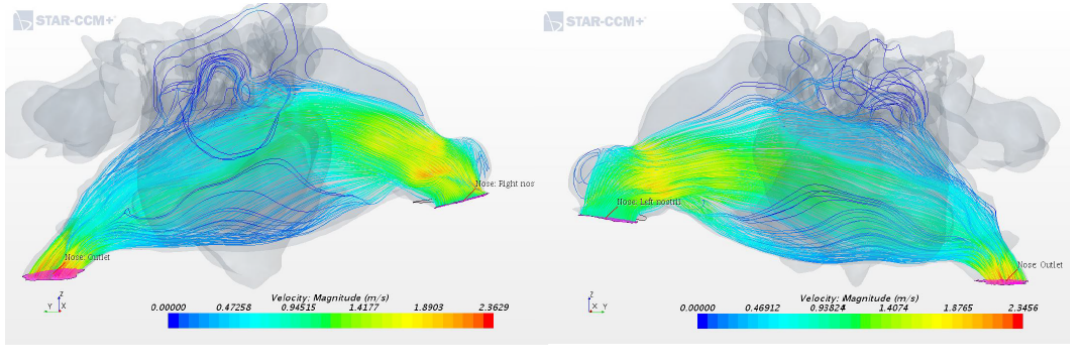 STAR-CCM+
Nose: Right nos
Nose: Outlet
Z
Y X
Velocity: Magnitude (m/s)
0.00000 0.47258 0.94515 1.4177 1.8903 2.3629
STAR-CCM+
Nose: Left nostril
Nose: Outlet
Z
X Y
Velocity: Magnitude (m/s)
0.00000 0.46912 0.93824 1.4074 1.8765 2.3456